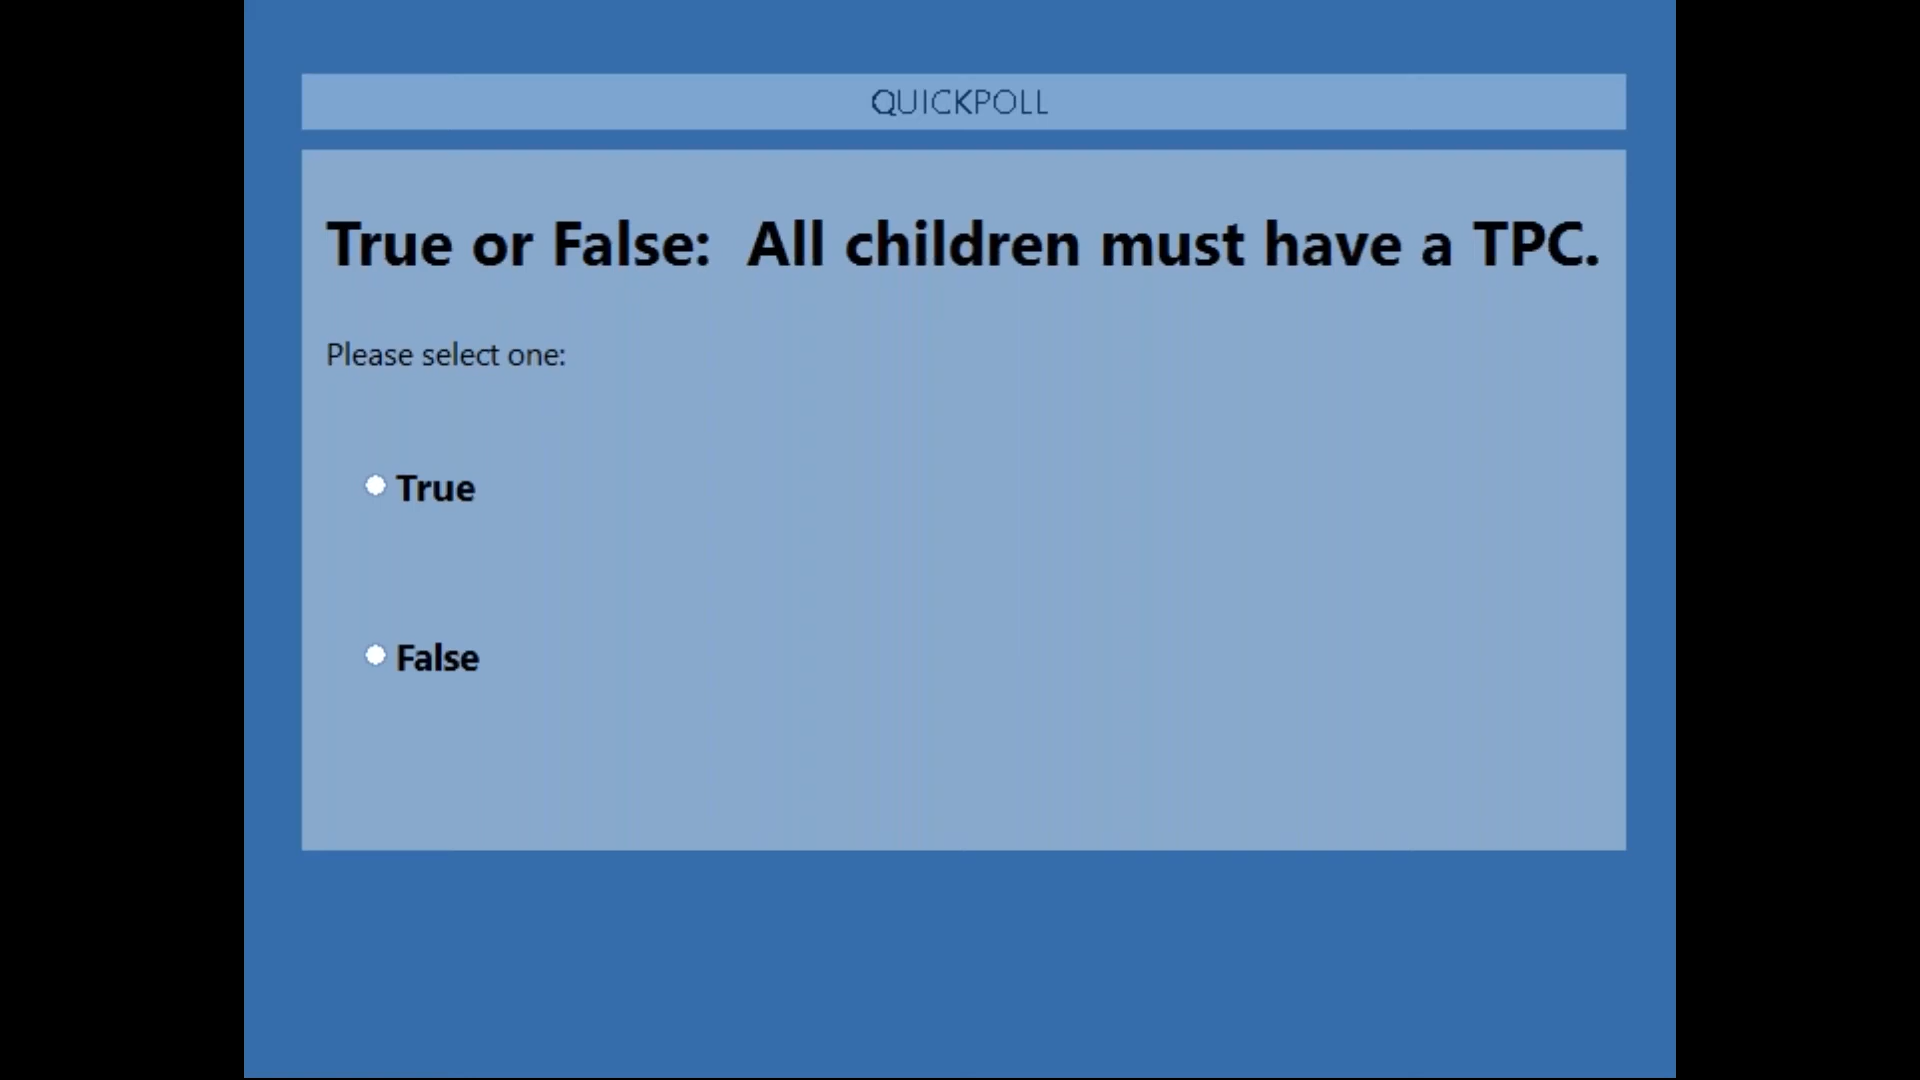 QUICKPOLL
True or False:  All children must have a TPC.
Please select one:
True
False